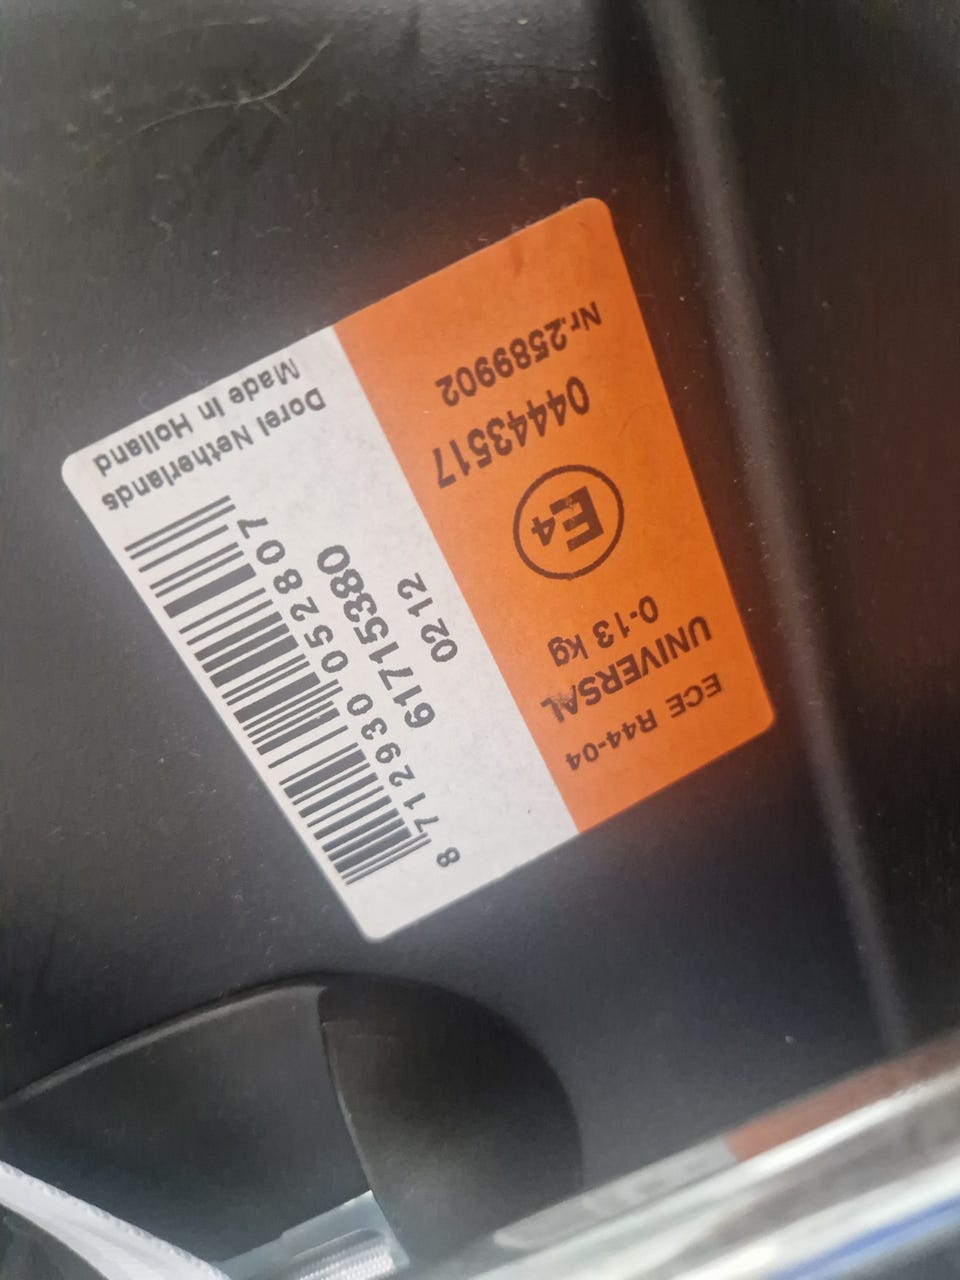 ECE R44-04
UNIVERSAL
0-13 kg
E4
04443517
Nr.2589902
8 712930 052807
61715380
0212
Dorel Netherlands
Made In Holland